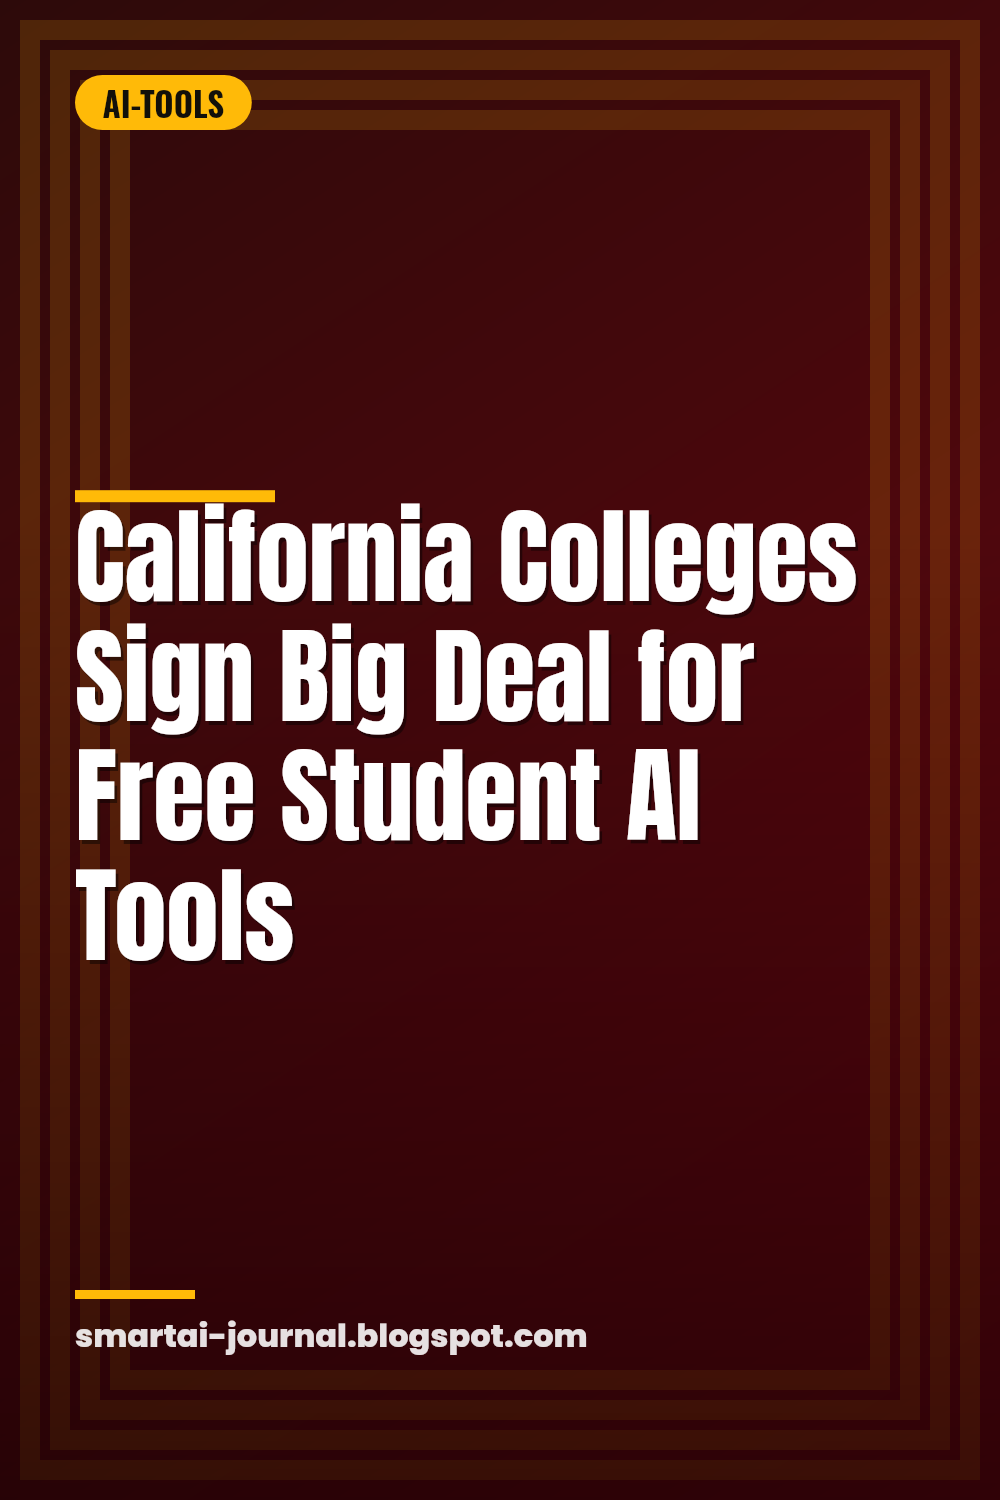 AI-TOOLS
California Colleges
Sign Big Deal for
Free Student AI
Tools
smartai-journal.blogspot.com